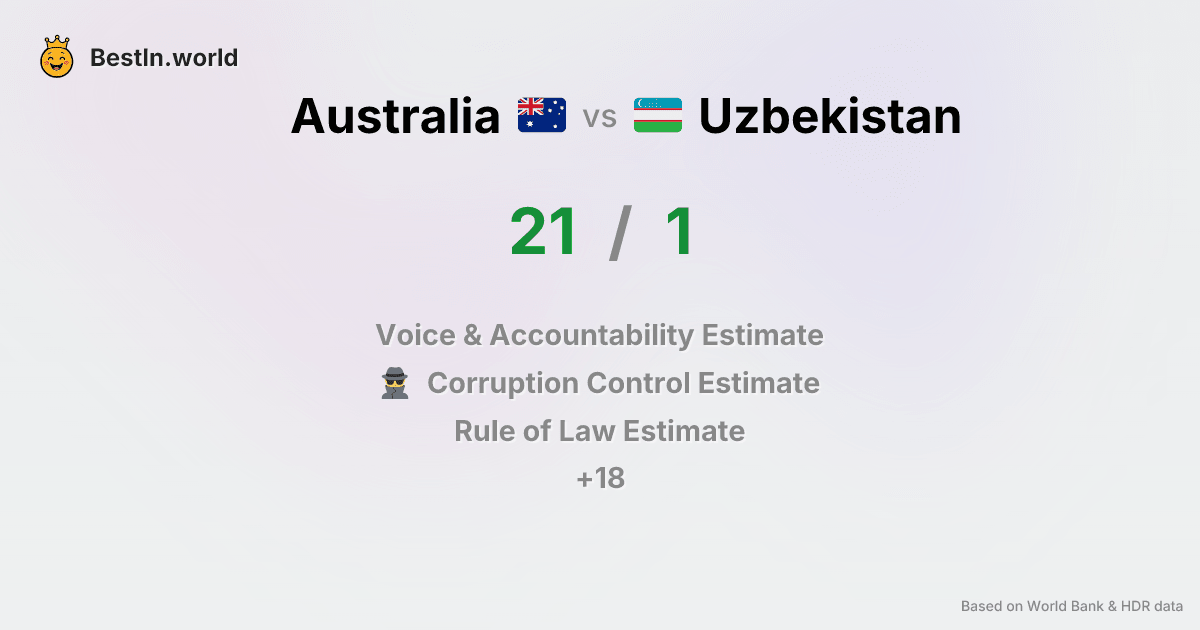 BestIn.world
Australia vs Uzbekistan
21 / 1
Voice & Accountability Estimate
Corruption Control Estimate
Rule of Law Estimate
+18
Based on World Bank & HDR data